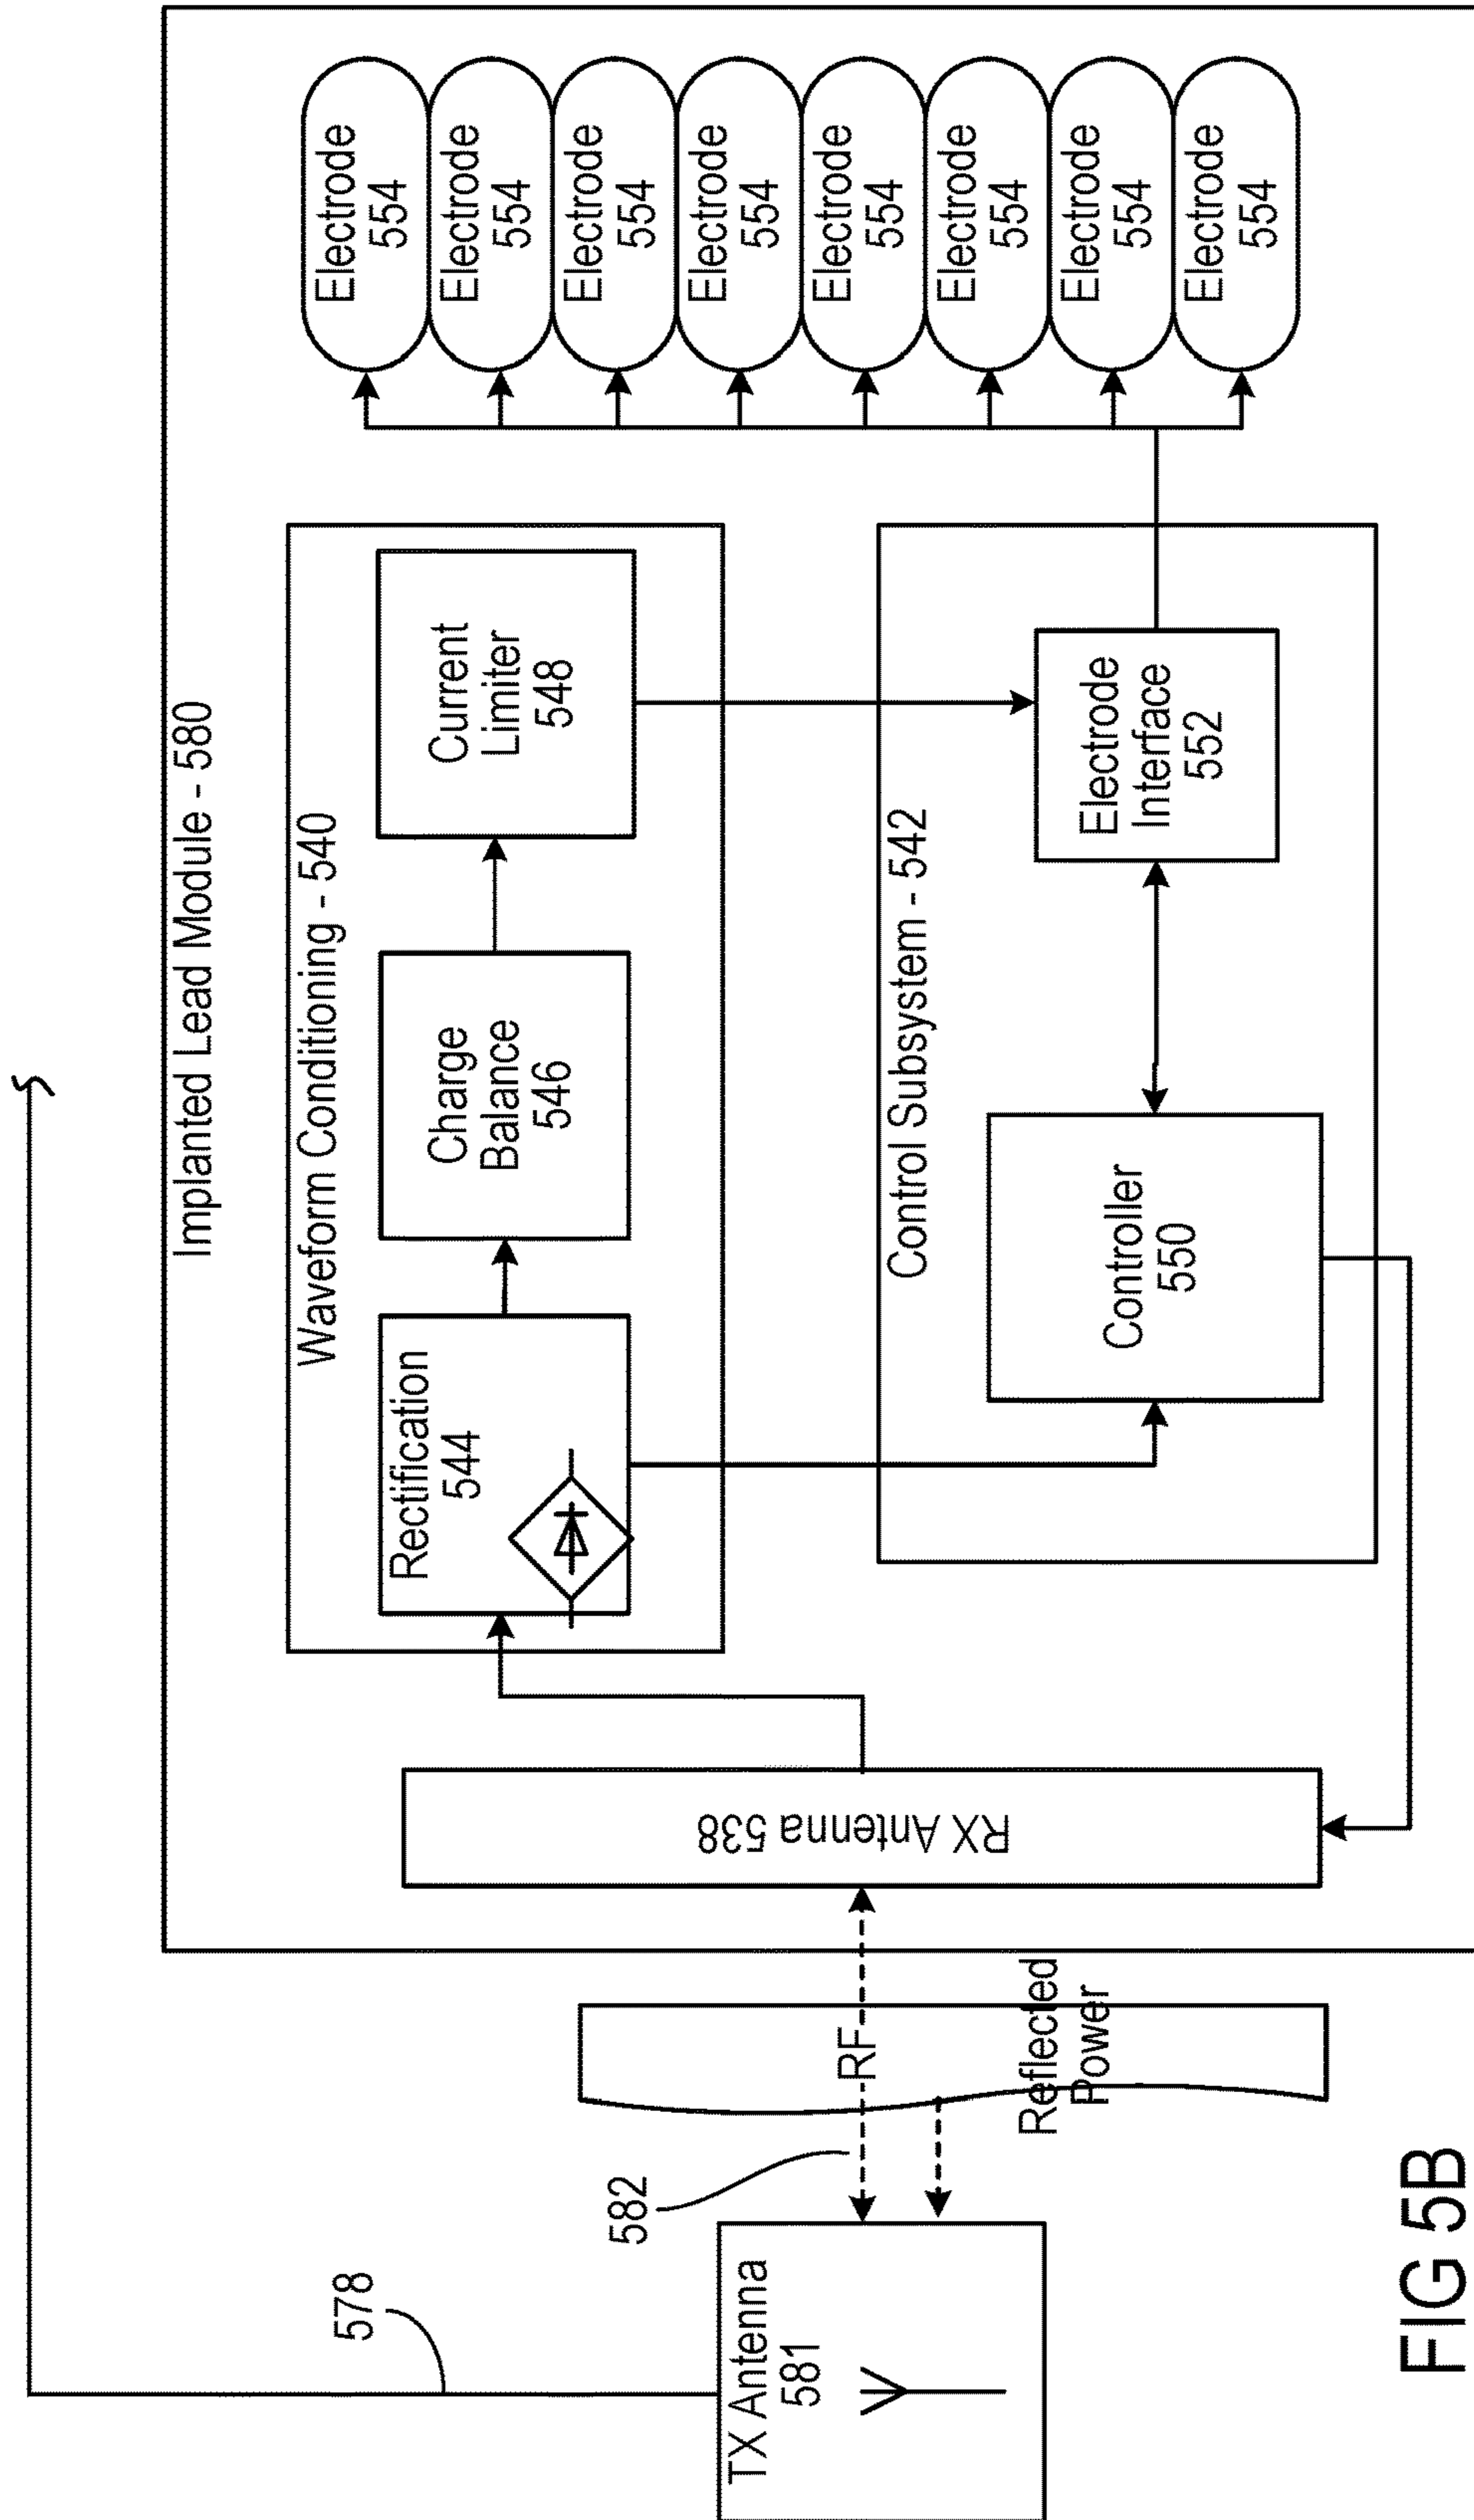 578
TX Antenna
581
582
RF
Reflected
Power
Implanted Lead Module - 580
RX Antenna 538
Waveform Conditioning - 540
Rectification
544
Charge
Balance
546
Current
Limiter
548
Control Subsystem - 542
Controller
550
Electrode
Interface
552
Electrode
554
Electrode
554
Electrode
554
Electrode
554
Electrode
554
Electrode
554
Electrode
554
Electrode
554
FIG 5B